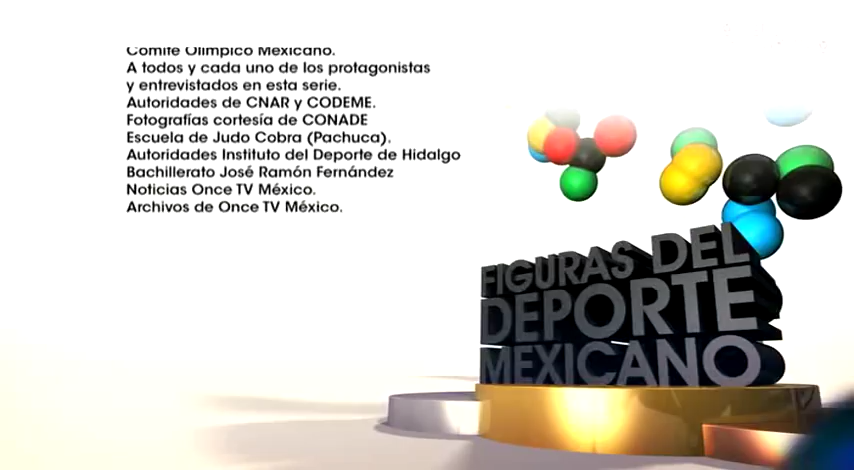 Comité Olímpico Mexicano.
A todos y cada uno de los protagonistas
y entrevistados en esta serie.
Autoridades de CNAR y CODEME.
Fotografías cortesía de CONADE
Escuela de Judo Cobra (Pachuca).
Autoridades Instituto del Deporte de Hidalgo
Bachillerato José Ramón Fernández
Noticias Once TV México.
Archivos de Once TV México.
FIGURAS DEL
DEPORTE
MEXICANO